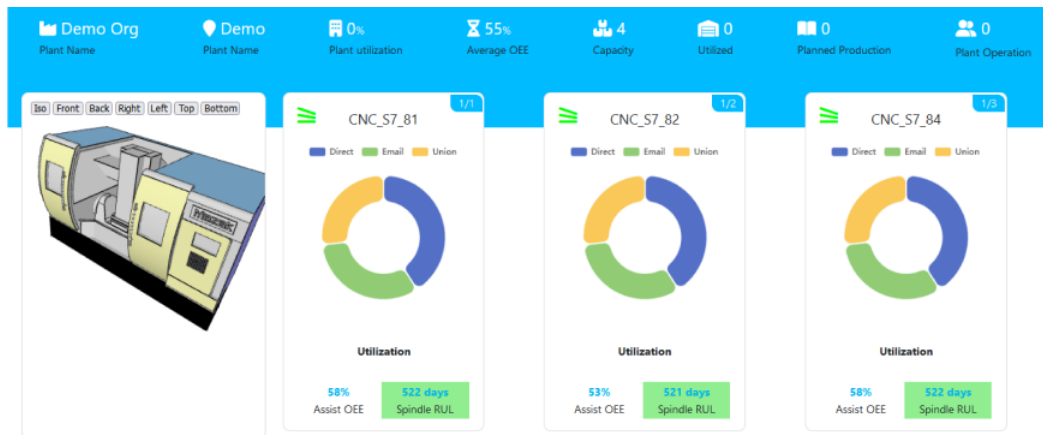 Demo Org
Plant Name
Demo
Plant Name
0%
Plant utilization
55%
Average OEE
4
Capacity
0
Utilized
0
Planned Production
0
Plant Operation
Iso Front Back Right Left Top Bottom
Mazak
1/1
CNC_S7_81
Direct Email Union
Utilization
58%
Assist OEE
522 days
Spindle RUL
1/2
CNC_S7_82
Direct Email Union
Utilization
53%
Assist OEE
521 days
Spindle RUL
1/3
CNC_S7_84
Direct Email Union
Utilization
58%
Assist OEE
522 days
Spindle RUL